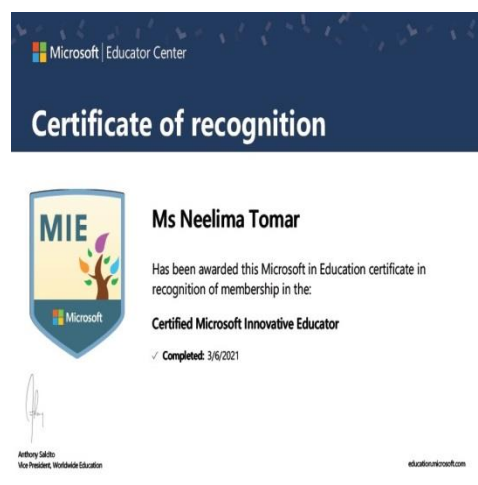 Microsoft | Educator Center
Certificate of recognition
MIE
Microsoft
Ms Neelima Tomar
Has been awarded this Microsoft in Education certificate in
recognition of membership in the:
Certified Microsoft Innovative Educator
✓ Completed: 3/6/2021
Anthony Salcito
Vice President, Worldwide Education
education.microsoft.com